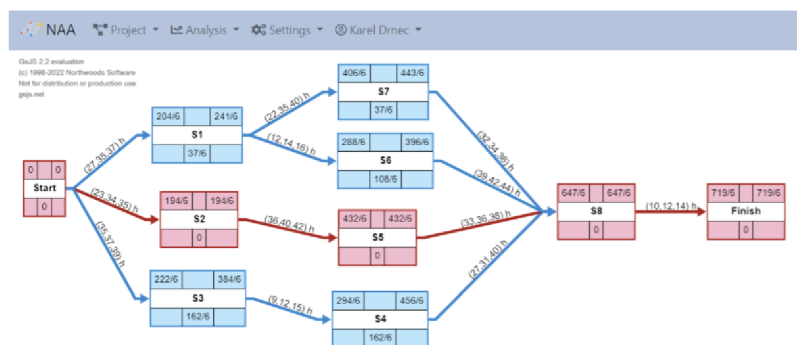 NAA Project Analysis Settings Karel Drnec
GoJS 2.2 evaluation
(c) 1998-2022 Northwoods Software
Not for distribution or production use
gojs.net
0 0
Start
0
(27,35,37) h
(23,34,35) h
(35,37,39) h
204/6 241/6
S1
37/6
194/6 194/6
S2
0
222/6 384/6
S3
162/6
(22,35,40) h
(12,14,16) h
(36,40,42) h
(9,12,15) h
406/6 443/6
S7
37/6
288/6 396/6
S6
108/6
432/6 432/6
S5
0
294/6 456/6
S4
162/6
(32,34,36) h
(39,42,44) h
(33,36,38) h
(27,31,40) h
647/6 647/6
S8
0
(10,12,14) h
719/6 719/6
Finish
0